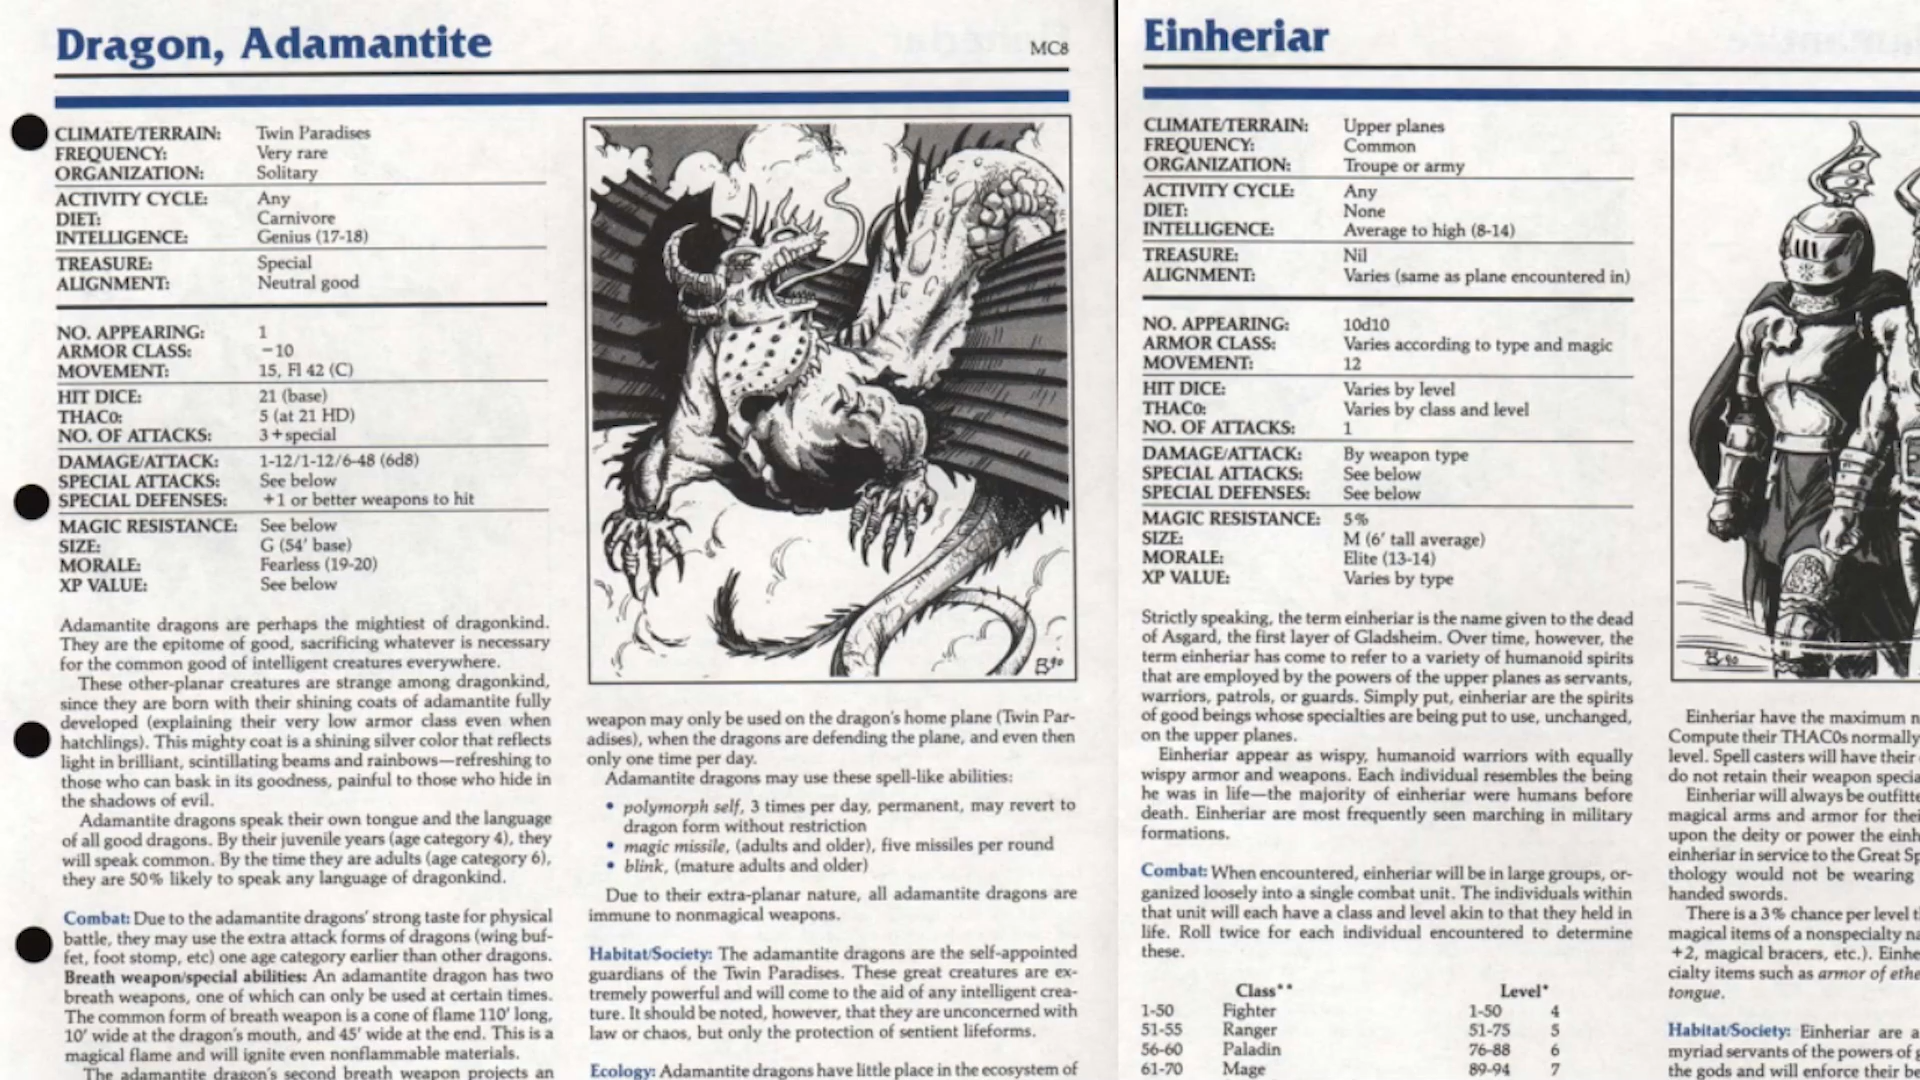 Dragon, Adamantite
MC8
CLIMATE/TERRAIN: Twin Paradises
FREQUENCY: Very rare
ORGANIZATION: Solitary
ACTIVITY CYCLE: Any
DIET: Carnivore
INTELLIGENCE: Genius (17-18)
TREASURE: Special
ALIGNMENT: Neutral good
NO. APPEARING: 1
ARMOR CLASS: −10
MOVEMENT: 15, Fl 42 (C)
HIT DICE: 21 (base)
THAC0: 5 (at 21 HD)
NO. OF ATTACKS: 3+special
DAMAGE/ATTACK: 1-12/1-12/6-48 (6d8)
SPECIAL ATTACKS: See below
SPECIAL DEFENSES: +1 or better weapons to hit
MAGIC RESISTANCE: See below
SIZE: G (54' base)
MORALE: Fearless (19-20)
XP VALUE: See below
Adamantite dragons are perhaps the mightiest of dragonkind.
They are the epitome of good, sacrificing whatever is necessary
for the common good of intelligent creatures everywhere.
These other-planar creatures are strange among dragonkind,
since they are born with their shining coats of adamantite fully
developed (explaining their very low armor class even when
hatchlings). This mighty coat is a shining silver color that reflects
light in brilliant, scintillating beams and rainbows—refreshing to
those who can bask in its goodness, painful to those who hide in
the shadows of evil.
Adamantite dragons speak their own tongue and the language
of all good dragons. By their juvenile years (age category 4), they
will speak common. By the time they are adults (age category 6),
they are 50% likely to speak any language of dragonkind.
Combat: Due to the adamantite dragons' strong taste for physical
battle, they may use the extra attack forms of dragons (wing buf-
fet, foot stomp, etc) one age category earlier than other dragons.
Breath weapon/special abilities: An adamantite dragon has two
breath weapons, one of which can only be used at certain times.
The common form of breath weapon is a cone of flame 110' long,
10' wide at the dragon's mouth, and 45' wide at the end. This is a
magical flame and will ignite even nonflammable materials.
The adamantite dragon's second breath weapon projects an
B 90
weapon may only be used on the dragon's home plane (Twin Par-
adises), when the dragons are defending the plane, and even then
only one time per day.
Adamantite dragons may use these spell-like abilities:
• polymorph self, 3 times per day, permanent, may revert to
dragon form without restriction
• magic missile, (adults and older), five missiles per round
• blink, (mature adults and older)
Due to their extra-planar nature, all adamantite dragons are
immune to nonmagical weapons.
Habitat/Society: The adamantite dragons are the self-appointed
guardians of the Twin Paradises. These great creatures are ex-
tremely powerful and will come to the aid of any intelligent crea-
ture. It should be noted, however, that they are unconcerned with
law or chaos, but only the protection of sentient lifeforms.
Ecology: Adamantite dragons have little place in the ecosystem of
Einheriar
CLIMATE/TERRAIN: Upper planes
FREQUENCY: Common
ORGANIZATION: Troupe or army
ACTIVITY CYCLE: Any
DIET: None
INTELLIGENCE: Average to high (8-14)
TREASURE: Nil
ALIGNMENT: Varies (same as plane encountered in)
NO. APPEARING: 10d10
ARMOR CLASS: Varies according to type and magic
MOVEMENT: 12
HIT DICE: Varies by level
THAC0: Varies by class and level
NO. OF ATTACKS: 1
DAMAGE/ATTACK: By weapon type
SPECIAL ATTACKS: See below
SPECIAL DEFENSES: See below
MAGIC RESISTANCE: 5%
SIZE: M (6' tall average)
MORALE: Elite (13-14)
XP VALUE: Varies by type
Strictly speaking, the term einheriar is the name given to the dead
of Asgard, the first layer of Gladsheim. Over time, however, the
term einheriar has come to refer to a variety of humanoid spirits
that are employed by the powers of the upper planes as servants,
warriors, patrols, or guards. Simply put, einheriar are the spirits
of good beings whose specialties are being put to use, unchanged,
on the upper planes.
Einheriar appear as wispy, humanoid warriors with equally
wispy armor and weapons. Each individual resembles the being
he was in life—the majority of einheriar were humans before
death. Einheriar are most frequently seen marching in military
formations.
Combat: When encountered, einheriar will be in large groups, or-
ganized loosely into a single combat unit. The individuals within
that unit will each have a class and level akin to that they held in
life. Roll twice for each individual encountered to determine
these.
Class** Level*
1-50 Fighter 1-50 4
51-55 Ranger 51-75 5
56-60 Paladin 76-88 6
61-70 Mage 89-94 7
B 90
Einheriar have the maximum
Compute their THAC0s normally
level. Spell casters will have their
do not retain their weapon
Einheriar will always be
magical arms and armor for
upon the deity or power the
einheriar in service to the Great
thology would not be wearing
handed swords.
There is a 3% chance per level
magical items of a nonspecialty
+2, magical bracers, etc.).
cialty items such as armor of
tongue.
Habitat/Society: Einheriar are a
myriad servants of the powers of
the gods and will enforce their